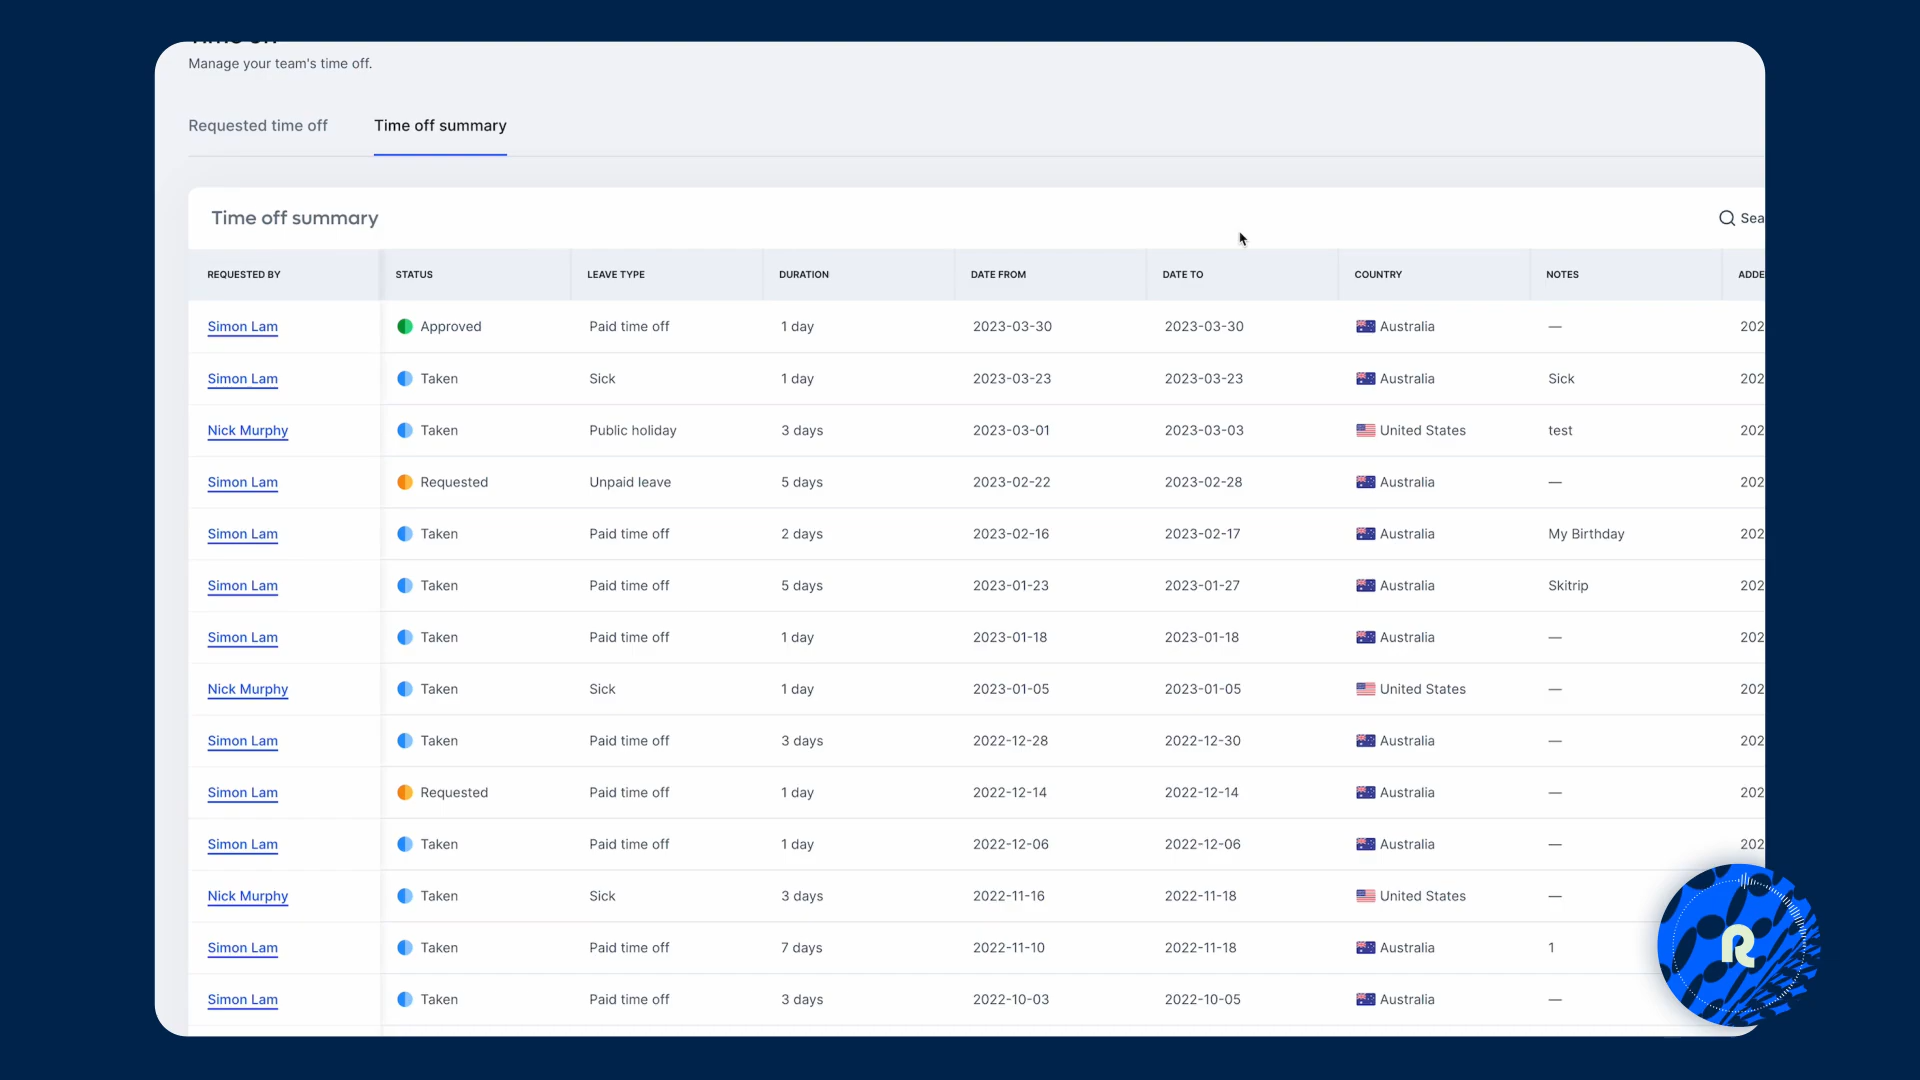 Time off
Manage your team's time off.
Requested time off Time off summary
Time off summary Sea
REQUESTED BY STATUS LEAVE TYPE DURATION DATE FROM DATE TO COUNTRY NOTES ADDE
Simon Lam Approved Paid time off 1 day 2023-03-30 2023-03-30 Australia — 202
Simon Lam Taken Sick 1 day 2023-03-23 2023-03-23 Australia Sick 202
Nick Murphy Taken Public holiday 3 days 2023-03-01 2023-03-03 United States test 202
Simon Lam Requested Unpaid leave 5 days 2023-02-22 2023-02-28 Australia — 202
Simon Lam Taken Paid time off 2 days 2023-02-16 2023-02-17 Australia My Birthday 202
Simon Lam Taken Paid time off 5 days 2023-01-23 2023-01-27 Australia Skitrip 202
Simon Lam Taken Paid time off 1 day 2023-01-18 2023-01-18 Australia — 202
Nick Murphy Taken Sick 1 day 2023-01-05 2023-01-05 United States — 202
Simon Lam Taken Paid time off 3 days 2022-12-28 2022-12-30 Australia — 202
Simon Lam Requested Paid time off 1 day 2022-12-14 2022-12-14 Australia — 202
Simon Lam Taken Paid time off 1 day 2022-12-06 2022-12-06 Australia — 202
Nick Murphy Taken Sick 3 days 2022-11-16 2022-11-18 United States —
Simon Lam Taken Paid time off 7 days 2022-11-10 2022-11-18 Australia 1
Simon Lam Taken Paid time off 3 days 2022-10-03 2022-10-05 Australia —
R